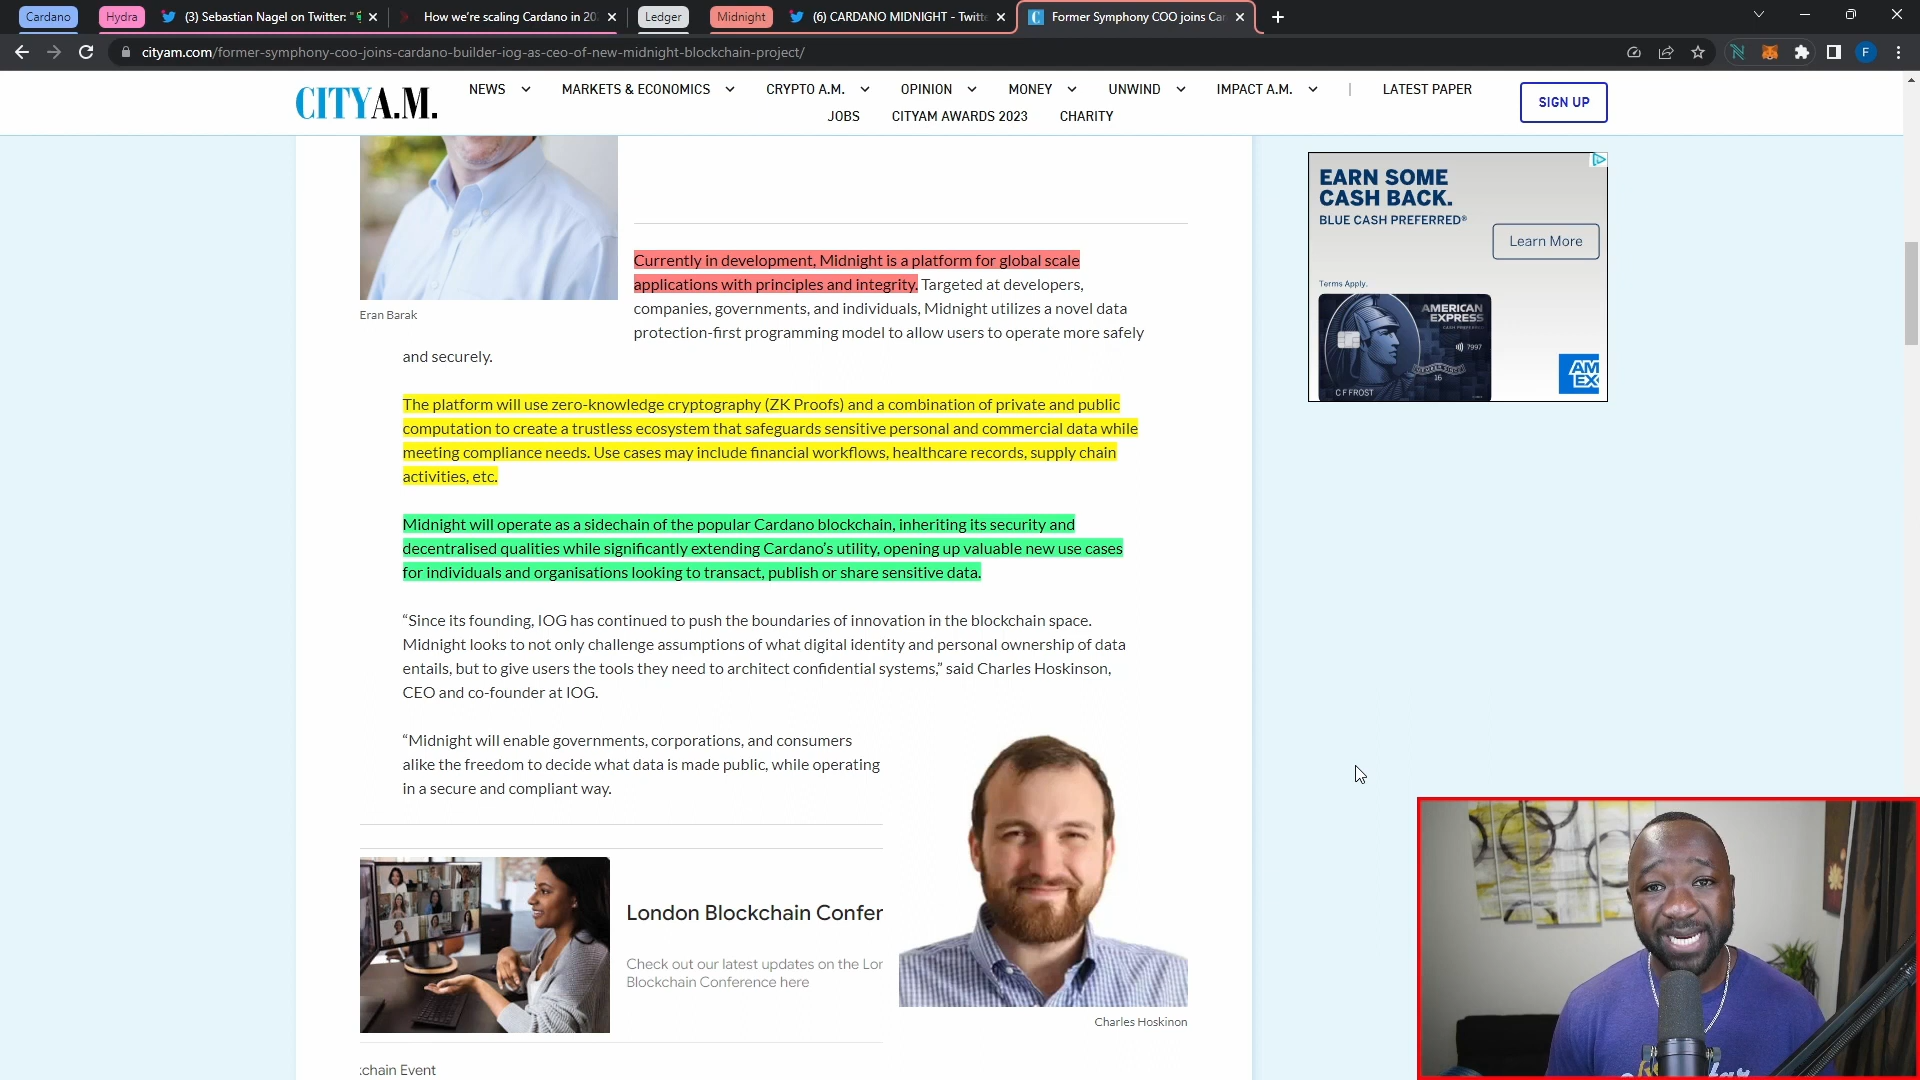 Cardano
Hydra
(3) Sebastian Nagel on Twitter: "
How we're scaling Cardano in 20
Ledger
Midnight
(6) CARDANO MIDNIGHT - Twitt
Former Symphony COO joins Car
cityam.com/former-symphony-coo-joins-cardano-builder-iog-as-ceo-of-new-midnight-blockchain-project/
F
CITYA.M.
NEWS
MARKETS & ECONOMICS
CRYPTO A.M.
OPINION
MONEY
UNWIND
IMPACT A.M.
LATEST PAPER
JOBS
CITYAM AWARDS 2023
CHARITY
SIGN UP
Eran Barak
Currently in development, Midnight is a platform for global scale
applications with principles and integrity. Targeted at developers,
companies, governments, and individuals, Midnight utilizes a novel data
protection-first programming model to allow users to operate more safely
and securely.
The platform will use zero-knowledge cryptography (ZK Proofs) and a combination of private and public
computation to create a trustless ecosystem that safeguards sensitive personal and commercial data while
meeting compliance needs. Use cases may include financial workflows, healthcare records, supply chain
activities, etc.
Midnight will operate as a sidechain of the popular Cardano blockchain, inheriting its security and
decentralised qualities while significantly extending Cardano's utility, opening up valuable new use cases
for individuals and organisations looking to transact, publish or share sensitive data.
“Since its founding, IOG has continued to push the boundaries of innovation in the blockchain space.
Midnight looks to not only challenge assumptions of what digital identity and personal ownership of data
entails, but to give users the tools they need to architect confidential systems,” said Charles Hoskinson,
CEO and co-founder at IOG.
“Midnight will enable governments, corporations, and consumers
alike the freedom to decide what data is made public, while operating
in a secure and compliant way.
London Blockchain Confer
Check out our latest updates on the Lor
Blockchain Conference here
Charles Hoskinon
chain Event
EARN SOME
CASH BACK.
BLUE CASH PREFERRED®
Learn More
Terms Apply.
AMERICAN
EXPRESS
CASH PREFERRED
7997
MEMBER SINCE
16
C F FROST
AM
EX